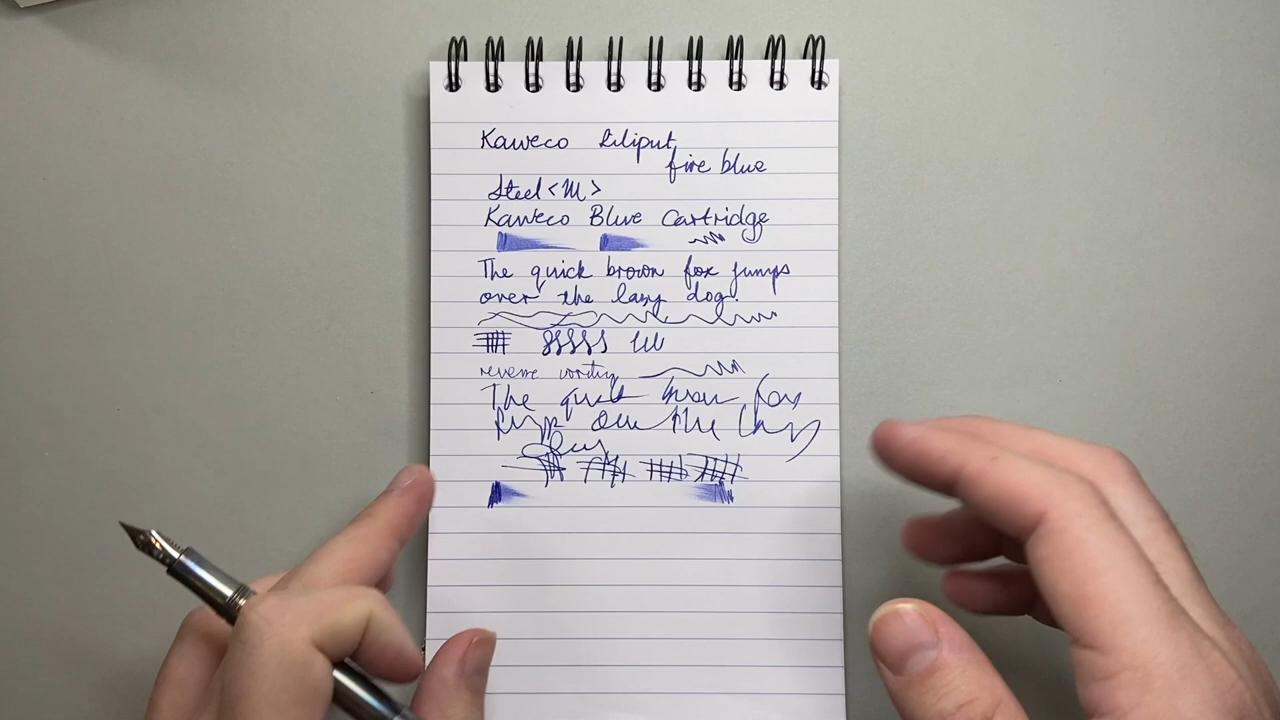 Kaweco Liliput
fire blue
Steel <M>
Kaweco Blue Cartridge
The quick brown fox jumps
over the lazy dog.
reverse writing
The quick brown fox
jumps over the lazy
dog